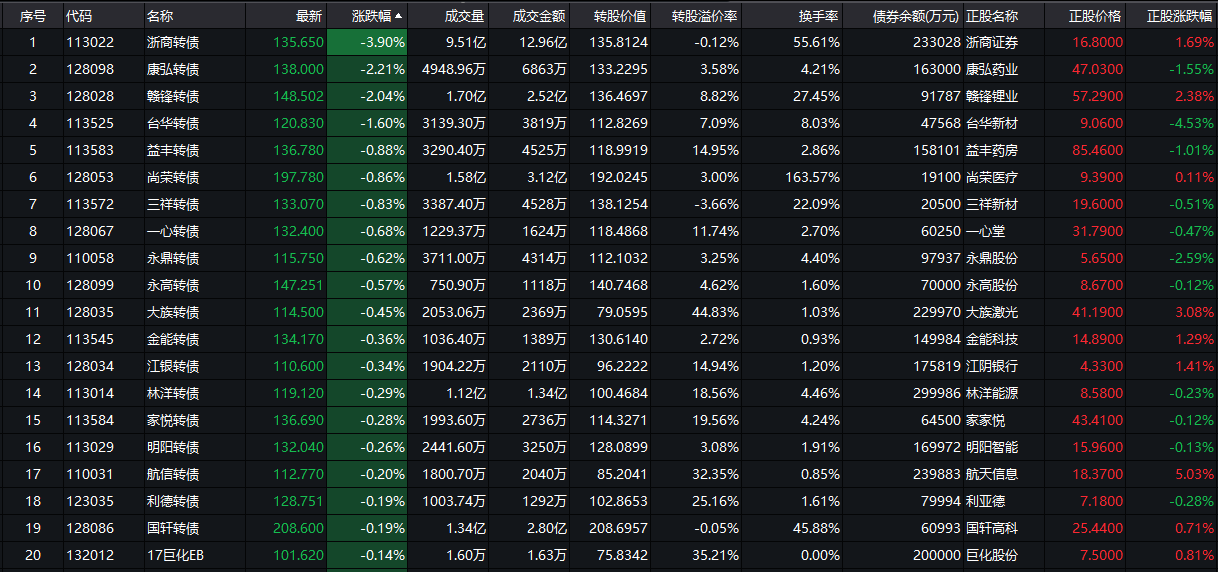 序号 代码 名称 最新 涨跌幅 成交量 成交金额 转股价值 转股溢价率 换手率 债券余额(万元) 正股名称 正股价格 正股涨跌幅
1 113022 浙商转债 135.650 -3.90% 9.51亿 12.96亿 135.8124 -0.12% 55.61% 233028 浙商证券 16.8000 1.69%
2 128098 康弘转债 138.000 -2.21% 4948.96万 6863万 133.2295 3.58% 4.21% 163000 康弘药业 47.0300 -1.55%
3 128028 赣锋转债 148.502 -2.04% 1.70亿 2.52亿 136.4697 8.82% 27.45% 91787 赣锋锂业 57.2900 2.38%
4 113525 台华转债 120.830 -1.60% 3139.30万 3819万 112.8269 7.09% 8.03% 47568 台华新材 9.0600 -4.53%
5 113583 益丰转债 136.780 -0.88% 3290.40万 4525万 118.9919 14.95% 2.86% 158101 益丰药房 85.4600 -1.01%
6 128053 尚荣转债 197.780 -0.86% 1.58亿 3.12亿 192.0245 3.00% 163.57% 19100 尚荣医疗 9.3900 0.11%
7 113572 三祥转债 133.070 -0.83% 3387.40万 4528万 138.1254 -3.66% 22.09% 20500 三祥新材 19.6000 -0.51%
8 128067 一心转债 132.400 -0.68% 1229.37万 1624万 118.4868 11.74% 2.70% 60250 一心堂 31.7900 -0.47%
9 110058 永鼎转债 115.750 -0.62% 3711.00万 4314万 112.1032 3.25% 4.40% 97937 永鼎股份 5.6500 -2.59%
10 128099 永高转债 147.251 -0.57% 750.90万 1118万 140.7468 4.62% 1.60% 70000 永高股份 8.6700 -0.12%
11 128035 大族转债 114.500 -0.45% 2053.06万 2369万 79.0595 44.83% 1.03% 229970 大族激光 41.1900 3.08%
12 113545 金能转债 134.170 -0.36% 1036.40万 1389万 130.6140 2.72% 0.93% 149984 金能科技 14.8900 1.29%
13 128034 江银转债 110.600 -0.34% 1904.22万 2110万 96.2222 14.94% 1.20% 175819 江阴银行 4.3300 1.41%
14 113014 林洋转债 119.120 -0.29% 1.12亿 1.34亿 100.4684 18.56% 4.46% 299986 林洋能源 8.5800 -0.23%
15 113584 家悦转债 136.690 -0.28% 1993.60万 2736万 114.3271 19.56% 4.24% 64500 家家悦 43.4100 -0.12%
16 113029 明阳转债 132.040 -0.26% 2441.60万 3250万 128.0899 3.08% 1.91% 169972 明阳智能 15.9600 -0.13%
17 110031 航信转债 112.770 -0.20% 1800.70万 2040万 85.2041 32.35% 0.85% 239883 航天信息 18.3700 5.03%
18 123035 利德转债 128.751 -0.19% 1003.74万 1292万 102.8653 25.16% 1.61% 79994 利亚德 7.1800 -0.28%
19 128086 国轩转债 208.600 -0.19% 1.34亿 2.80亿 208.6957 -0.05% 45.88% 60993 国轩高科 25.4400 0.71%
20 132012 17巨化EB 101.620 -0.14% 1.60万 1.63万 75.8342 35.21% 0.00% 200000 巨化股份 7.5000 0.81%